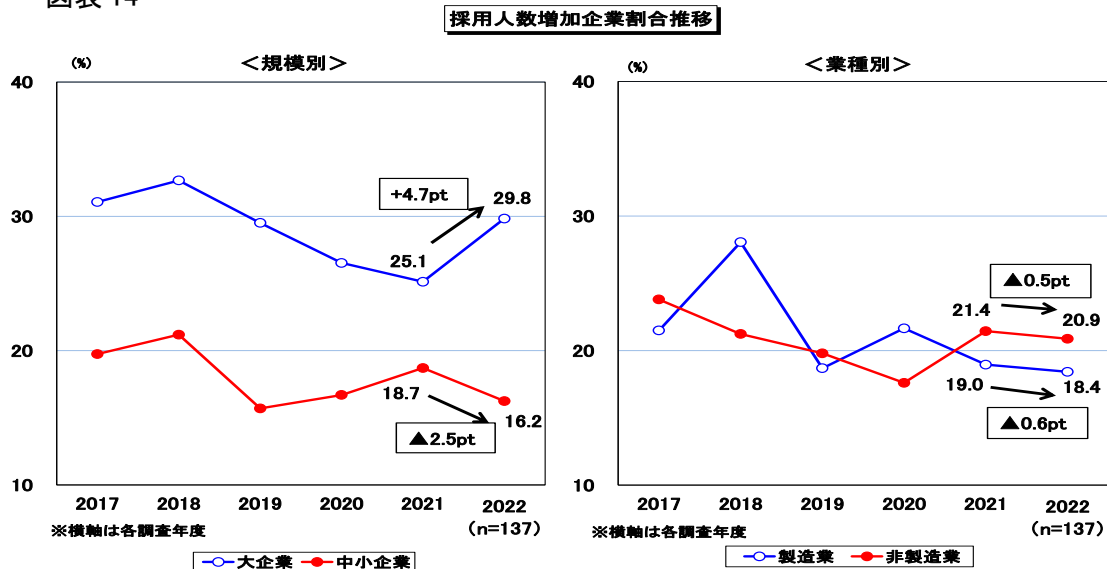 図表 14
採用人数増加企業割合推移
(%)
＜規模別＞
40
30
20
10
+4.7pt
29.8
25.1
18.7
16.2
▲2.5pt
2017 2018 2019 2020 2021 2022
(n=137)
※横軸は各調査年度
大企業 中小企業
(%)
＜業種別＞
40
30
20
10
▲0.5pt
21.4
20.9
19.0
18.4
▲0.6pt
2017 2018 2019 2020 2021 2022
(n=137)
※横軸は各調査年度
製造業 非製造業